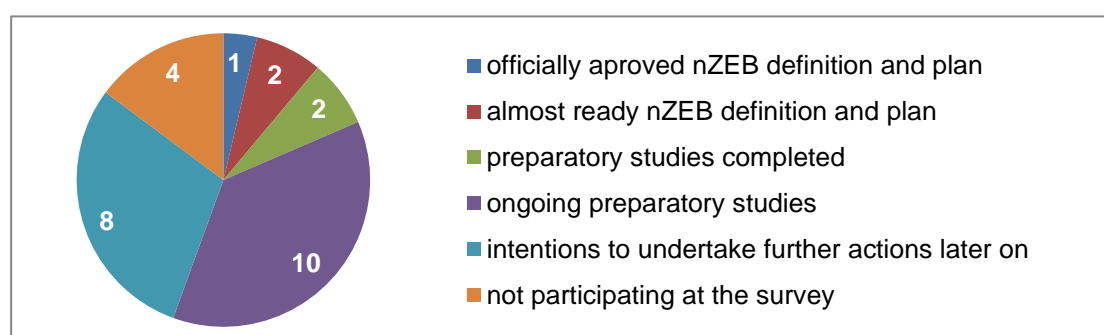 1
2
2
10
8
4
officially aproved nZEB definition and plan
almost ready nZEB definition and plan
preparatory studies completed
ongoing preparatory studies
intentions to undertake further actions later on
not participating at the survey